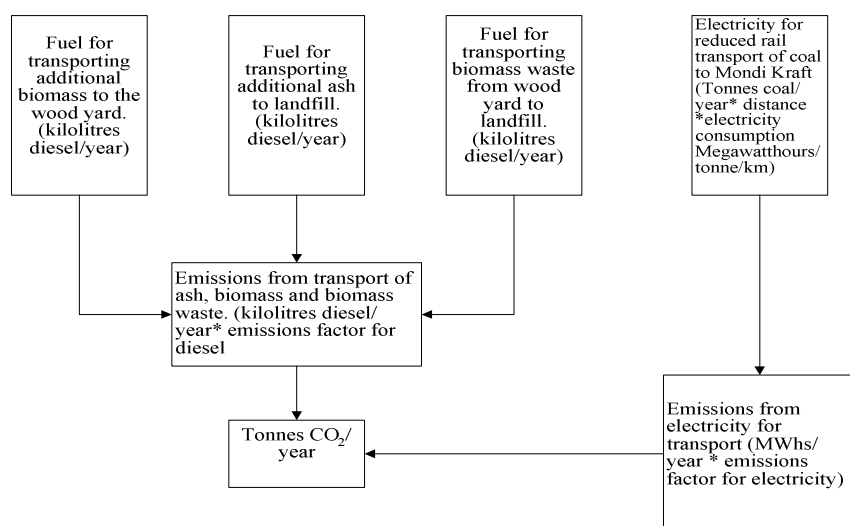 Fuel for
transporting
additional
biomass to the
wood yard.
(kilolitres
diesel/year)
Fuel for
transporting
additional ash
to landfill.
(kilolitres
diesel/year)
Fuel for
transporting
biomass waste
from wood
yard to
landfill.
(kilolitres
diesel/year)
Electricity for
reduced rail
transport of coal
to Mondi Kraft
(Tonnes coal/
year* distance
*electricity
consumption
Megawatthours/
tonne/km)
Emissions from transport of
ash, biomass and biomass
waste. (kilolitres diesel/
year* emissions factor for
diesel
Emissions from
electricity for
transport (MWhs/
year * emissions
factor for electricity)
Tonnes CO₂/
year